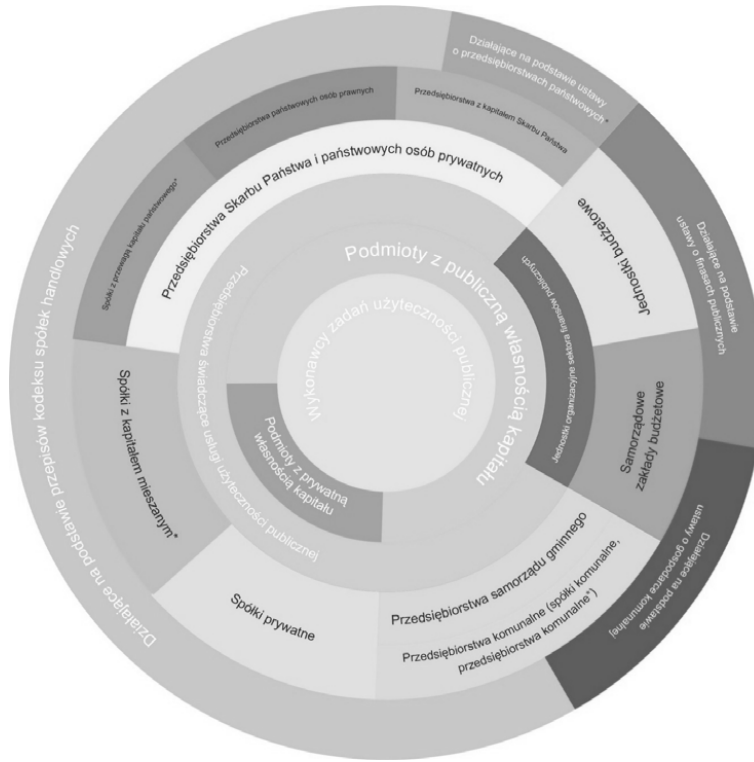 Działające na podstawie ustawy
o przedsiębiorstwach państwowych*
Działające na podstawie
ustawy o finasach publicznych
Działające na podstawie
ustawy o gospodarce komunalnej
Działające na podstawie przepisów kodeksu spółek handlowych
Przedsiębiorstwa z kapitałem Skarbu Państwa
Przedsiębiorstwa państwowych osób prawnych
Spółki z przewagą kapitału państwowego*
Przedsiębiorstwa Skarbu Państwa i państwowych osób prywatnych
Jednostki budżetowe
Samorządowe
zakłady budżetowe
Przedsiębiorstwa samorządu gminnego
Przedsiębiorstwa komunalne (spółki komunalne,
przedsiębiorstwa komunalne*)
Spółki prywatne
Spółki z kapitałem mieszanym*
Przedsiębiorstwa świadczące usługi użyteczności publicznej
Jednostki organizacyjne sektora finansów publicznych
Podmioty z publiczną własnością kapitału
Podmioty z prywatną
własnością kapitału
Wykonawcy zadań użyteczności publicznej